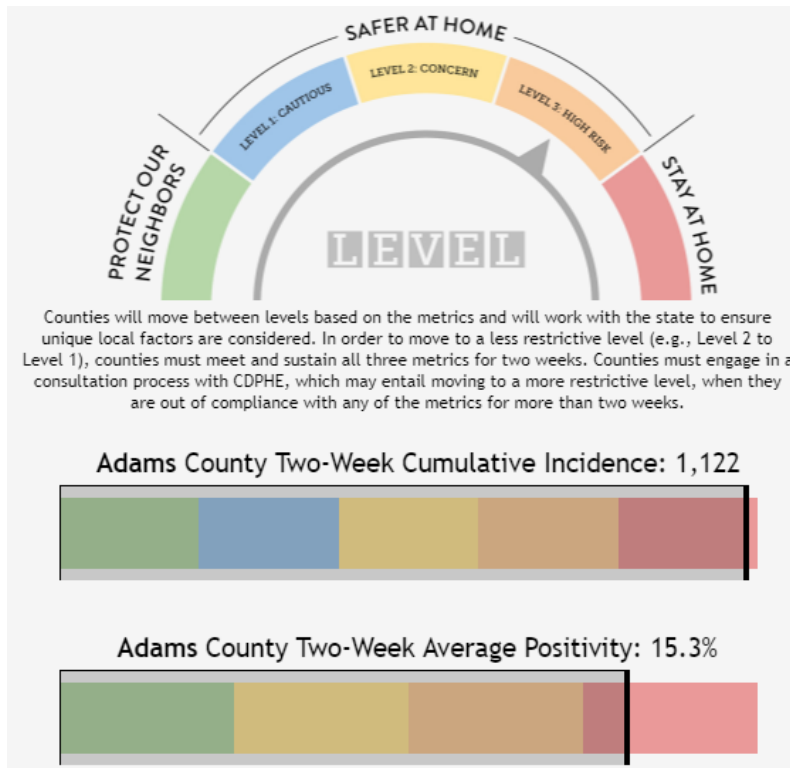 SAFER AT HOME
LEVEL 1: CAUTIOUS
LEVEL 2: CONCERN
LEVEL 3: HIGH RISK
PROTECT OUR
NEIGHBORS
STAY AT HOME
LEVEL
Counties will move between levels based on the metrics and will work with the state to ensure
unique local factors are considered. In order to move to a less restrictive level (e.g., Level 2 to
Level 1), counties must meet and sustain all three metrics for two weeks. Counties must engage in a
consultation process with CDPHE, which may entail moving to a more restrictive level, when they
are out of compliance with any of the metrics for more than two weeks.
Adams County Two-Week Cumulative Incidence: 1,122
Adams County Two-Week Average Positivity: 15.3%